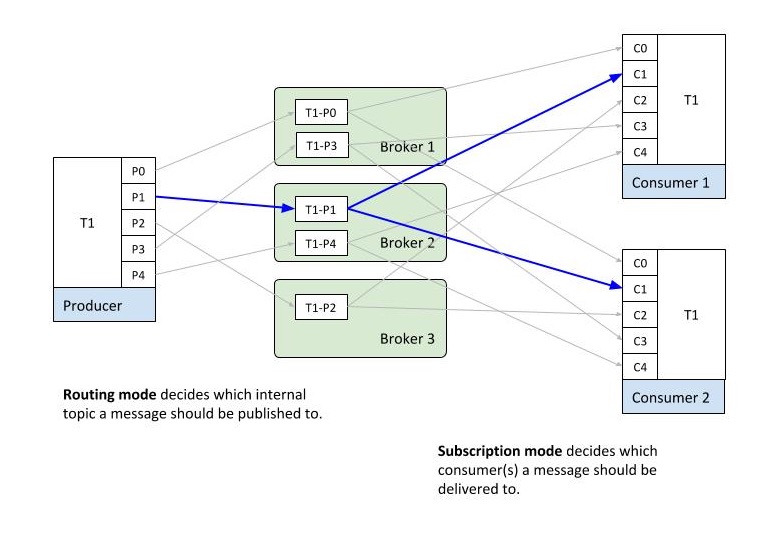 T1
P0
P1
P2
P3
P4
Producer
T1-P0
T1-P3
Broker 1
T1-P1
T1-P4
Broker 2
T1-P2
Broker 3
C0
C1
C2
C3
C4
T1
Consumer 1
C0
C1
C2
C3
C4
T1
Consumer 2
Routing mode decides which internal
topic a message should be published to.
Subscription mode decides which
consumer(s) a message should be
delivered to.